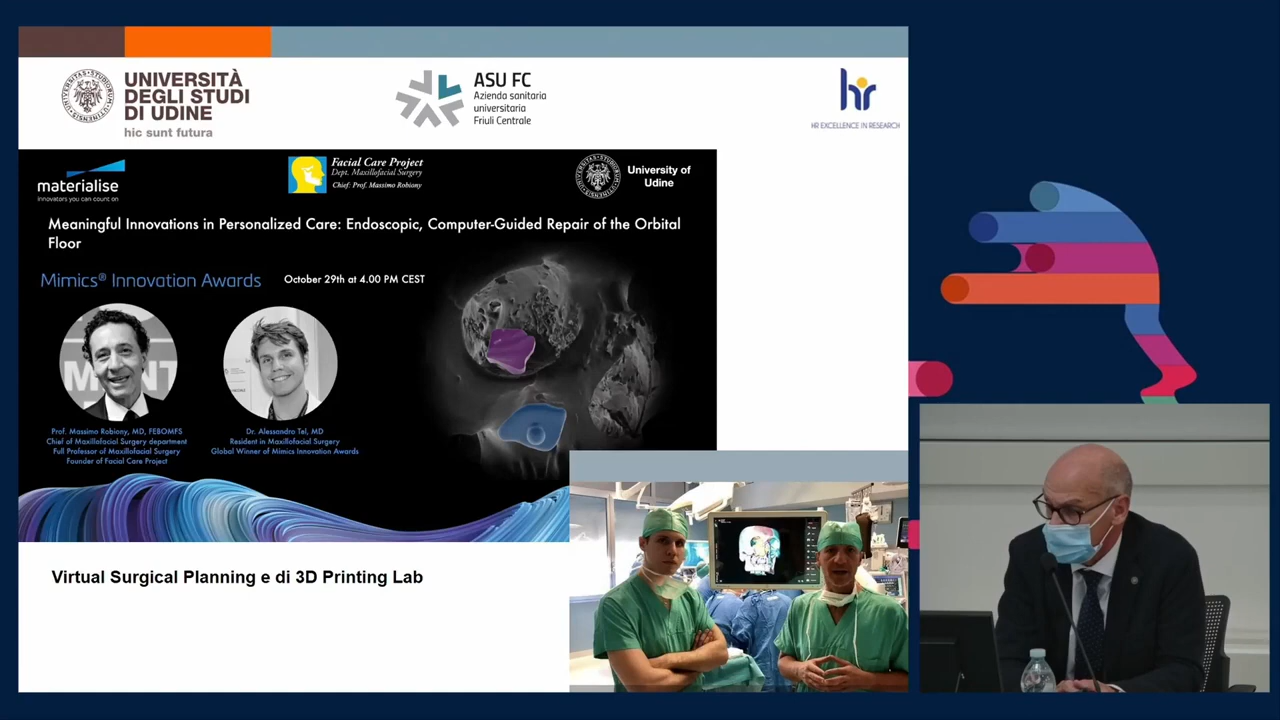 UNIVERSITÀ
DEGLI STUDI
DI UDINE
hic sunt futura
ASU FC
Azienda sanitaria
universitaria
Friuli Centrale
hr
HR EXCELLENCE IN RESEARCH
materialise
innovators you can count on
Facial Care Project
Dept. Maxillofacial Surgery
Chief: Prof. Massimo Robiony
University of
Udine
Meaningful Innovations in Personalized Care: Endoscopic, Computer-Guided Repair of the Orbital
Floor
Mimics® Innovation Awards
October 29th at 4.00 PM CEST
Prof. Massimo Robiony, MD, FEBOMFS
Chief of Maxillofacial Surgery department
Full Professor of Maxillofacial Surgery
Founder of Facial Care Project
Dr. Alessandro Tel, MD
Resident in Maxillofacial Surgery
Global Winner of Mimics Innovation Awards
Virtual Surgical Planning e di 3D Printing Lab